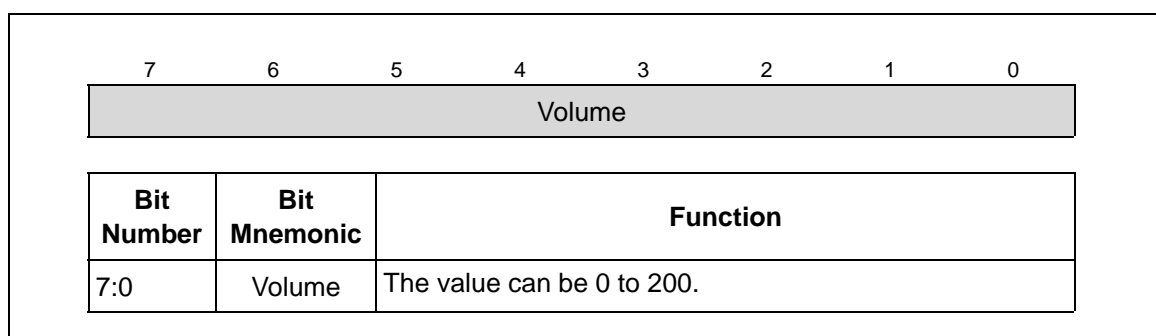 7 6 5 4 3 2 1 0
Volume
Bit Number Bit Mnemonic Function
7:0 Volume The value can be 0 to 200.